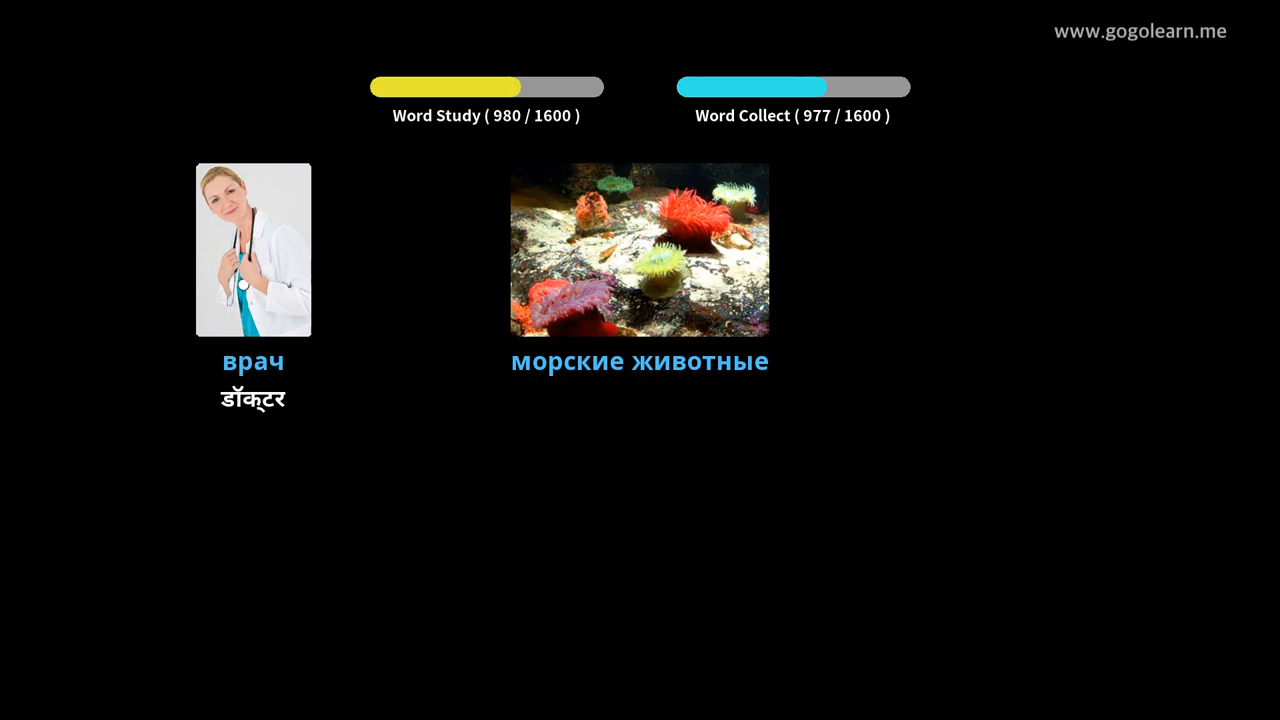 www.gogolearn.me
Word Study ( 980 / 1600 )
Word Collect ( 977 / 1600 )
врач
морские животные
डॉक्‌टर